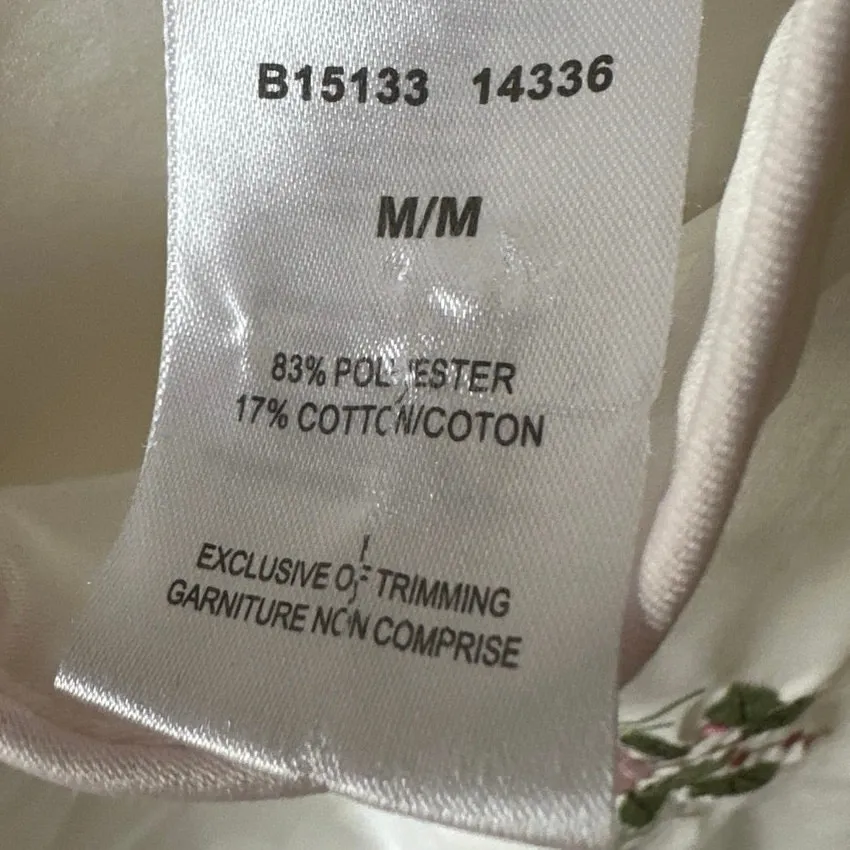 B15133 14336
M/M
83% POLYESTER
17% COTTON/COTON
EXCLUSIVE OF TRIMMING
GARNITURE NON COMPRISE